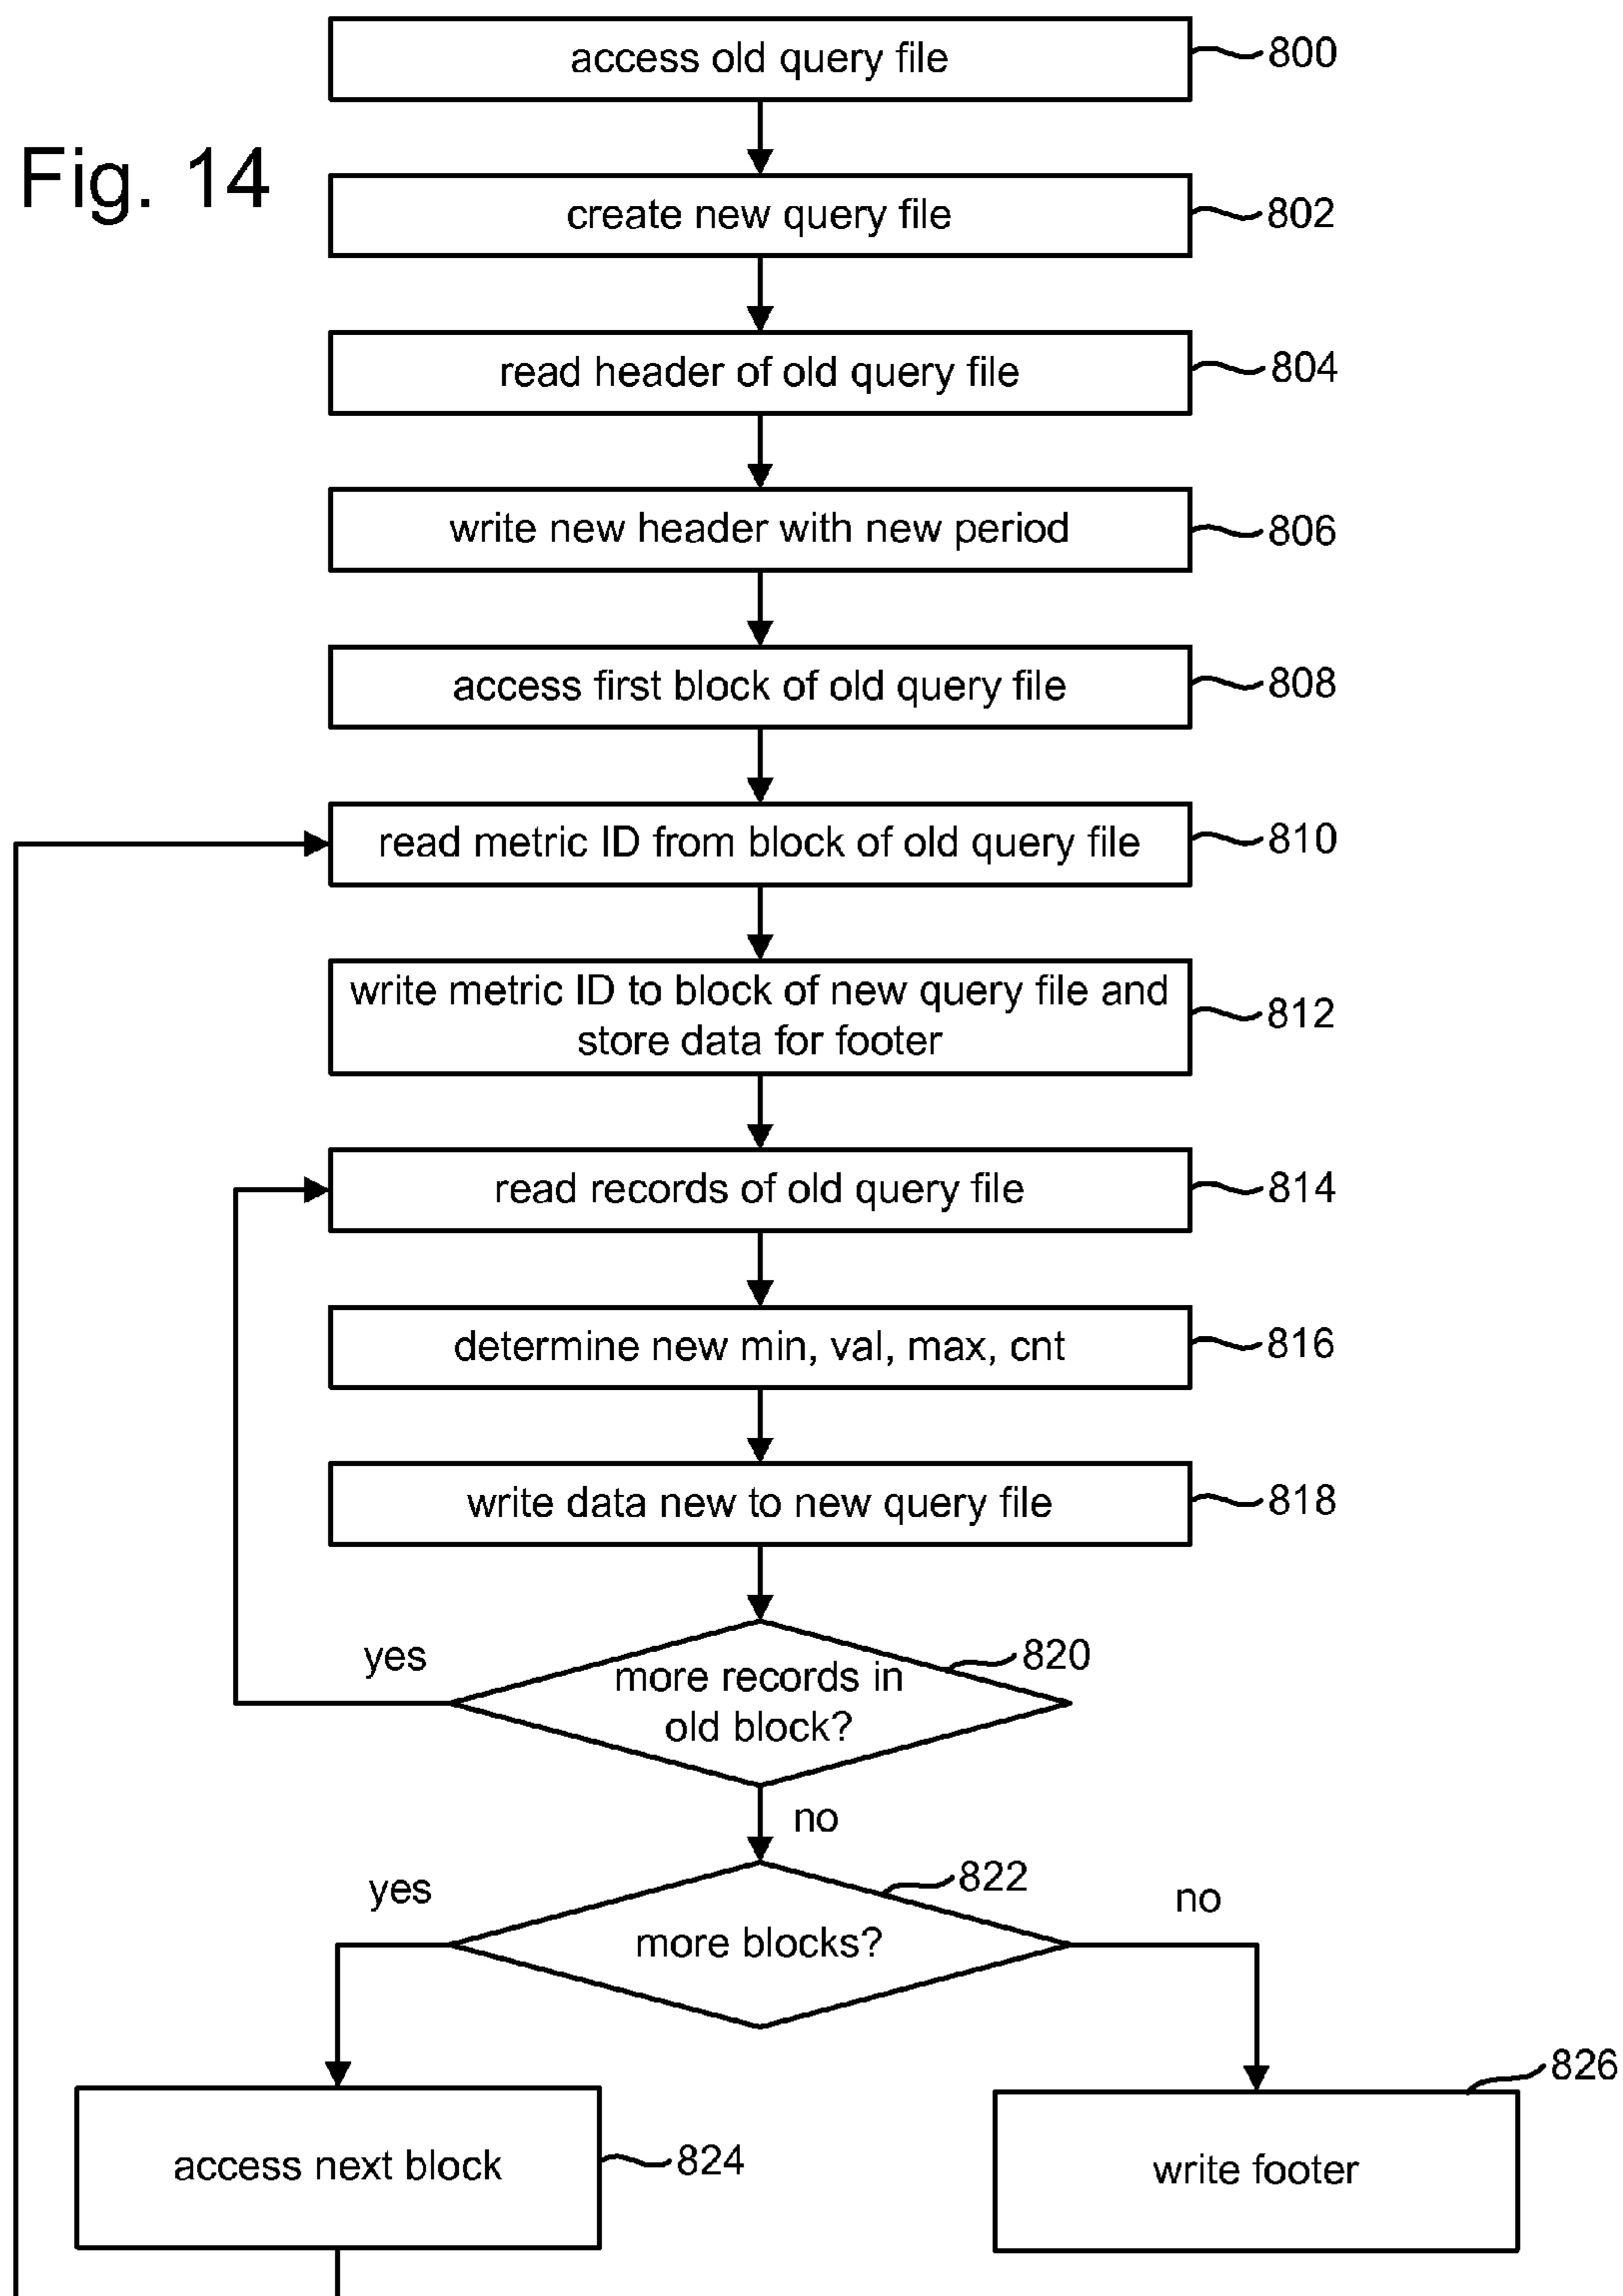 access old query file
800
Fig. 14
create new query file
802
read header of old query file
804
write new header with new period
806
access first block of old query file
808
read metric ID from block of old query file
810
write metric ID to block of new query file and
store data for footer
812
read records of old query file
814
determine new min, val, max, cnt
816
write data new to new query file
818
yes
more records in
old block?
820
no
yes
more blocks?
822
no
access next block
824
write footer
826